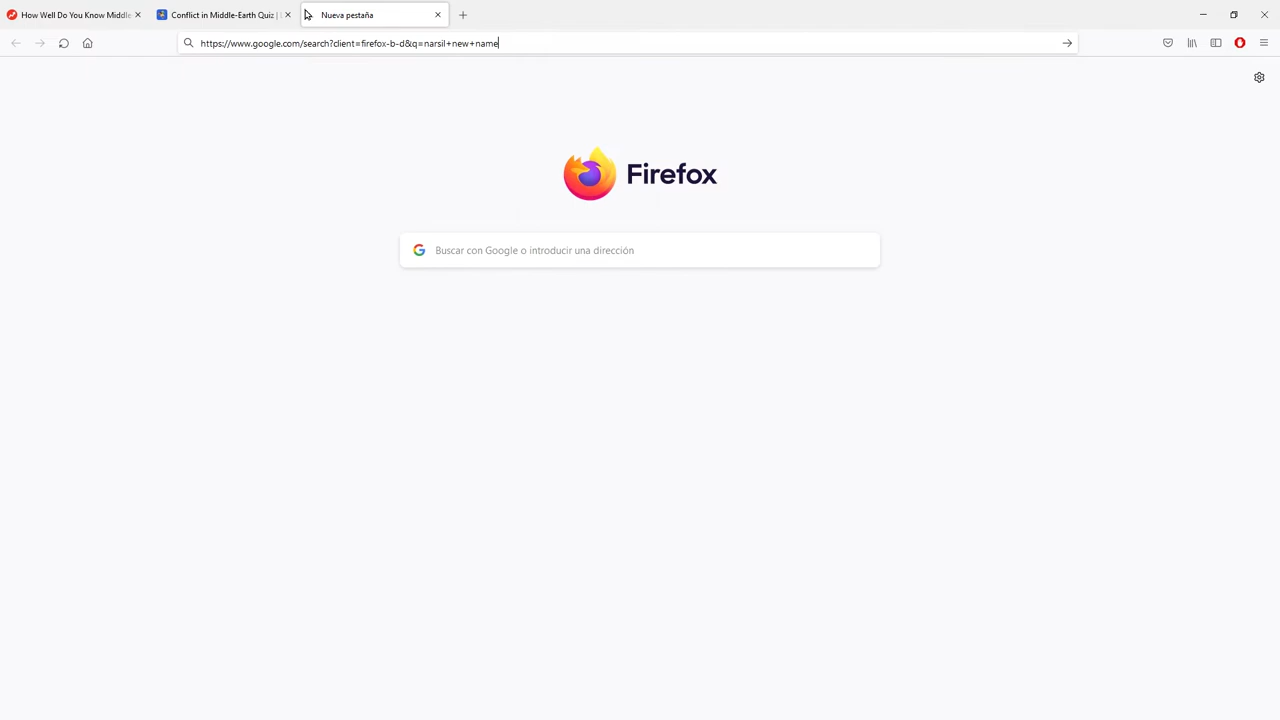 How Well Do You Know Middle
Conflict in Middle-Earth Quiz |
Nueva pestaña
https://www.google.com/search?client=firefox-b-d&q=narsil+new+name
Firefox
Buscar con Google o introducir una dirección